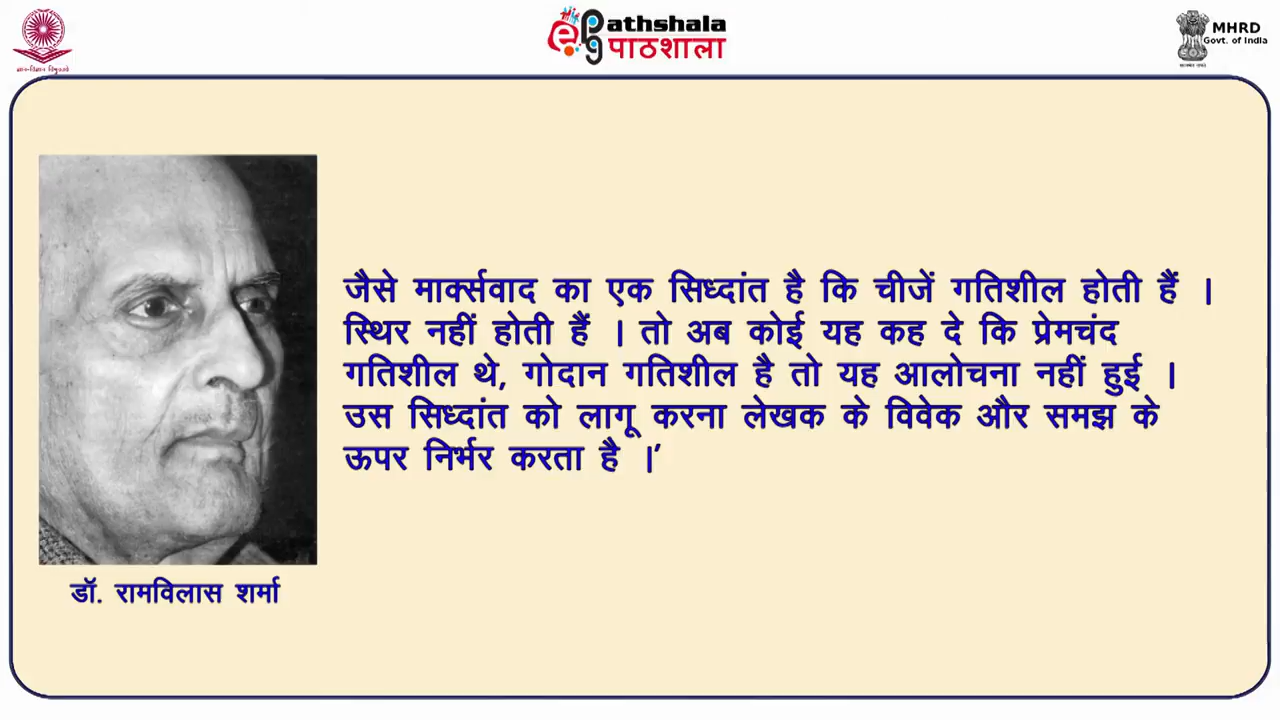 ePathshala
पाठशाला
MHRD
Govt. of India
जैसे मार्क्सवाद का एक सिध्दांत है कि चीजें गतिशील होती हैं ।
स्थिर नहीं होती हैं । तो अब कोई यह कह दे कि प्रेमचंद
गतिशील थे, गोदान गतिशील है तो यह आलोचना नहीं हुई ।
उस सिध्दांत को लागू करना लेखक के विवेक और समझ के
ऊपर निर्भर करता है ।’
डॉ. रामविलास शर्मा